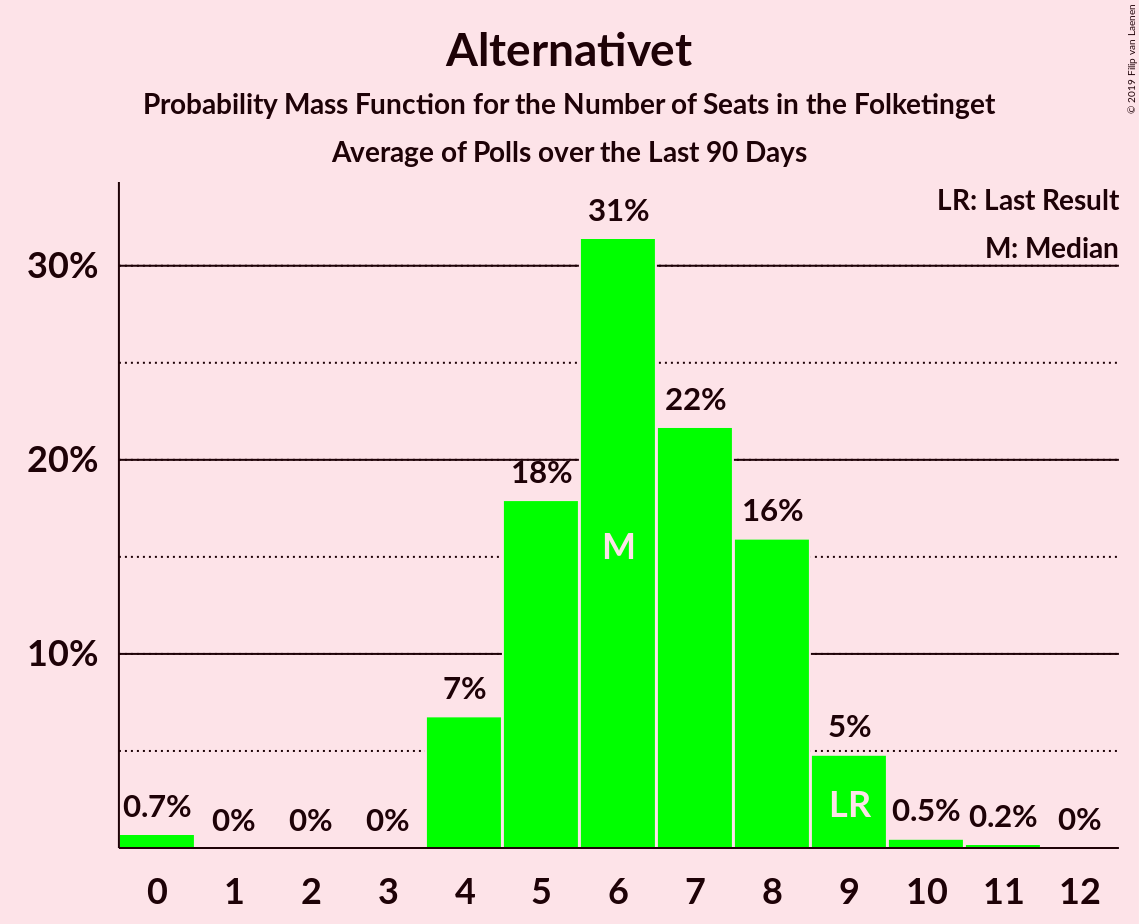 Alternativet
Probability Mass Function for the Number of Seats in the Folketinget
Average of Polls over the Last 90 Days
© 2019 Filip van Laenen
LR: Last Result
M: Median
30%
20%
10%
0.7%
0%
0%
0%
7%
18%
31%
22%
16%
5%
0.5%
0.2%
0%
M
LR
0 1 2 3 4 5 6 7 8 9 10 11 12